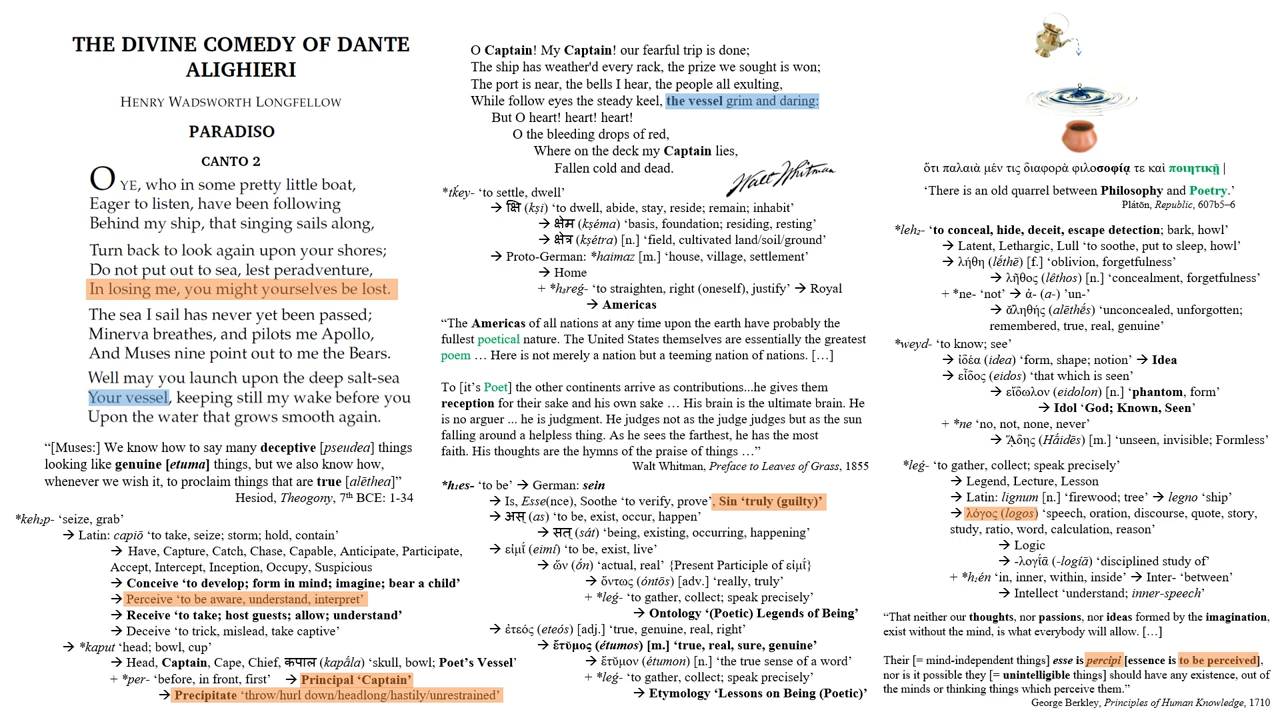 THE DIVINE COMEDY OF DANTE
ALIGHIERI
HENRY WADSWORTH LONGFELLOW
PARADISO
CANTO 2
O YE, who in some pretty little boat,
Eager to listen, have been following
Behind my ship, that singing sails along,
Turn back to look again upon your shores;
Do not put out to sea, lest peradventure,
In losing me, you might yourselves be lost.
The sea I sail has never yet been passed;
Minerva breathes, and pilots me Apollo,
And Muses nine point out to me the Bears.
Well may you launch upon the deep salt-sea
Your vessel, keeping still my wake before you
Upon the water that grows smooth again.
“[Muses:] We know how to say many deceptive [pseudea] things
looking like genuine [etuma] things, but we also know how,
whenever we wish it, to proclaim things that are true [alēthea]”
Hesiod, Theogony, 7th BCE: 1-34
*keh₂p- ‘seize, grab’
→ Latin: capiō ‘to take, seize; storm; hold, contain’
→ Have, Capture, Catch, Chase, Capable, Anticipate, Participate,
Accept, Intercept, Inception, Occupy, Suspicious
→ Conceive ‘to develop; form in mind; imagine; bear a child’
→ Perceive ‘to be aware, understand, interpret’
→ Receive ‘to take; host guests; allow; understand’
→ Deceive ‘to trick, mislead, take captive’
→ *kaput ‘head; bowl, cup’
→ Head, Captain, Cape, Chief, कपाल (kapā́la) ‘skull, bowl; Poet’s Vessel’
+ *per- ‘before, in front, first’ → Principal ‘Captain’
→ Precipitate ‘throw/hurl down/headlong/hastily/unrestrained’
O Captain! My Captain! our fearful trip is done;
The ship has weather'd every rack, the prize we sought is won;
The port is near, the bells I hear, the people all exulting,
While follow eyes the steady keel, the vessel grim and daring:
But O heart! heart! heart!
O the bleeding drops of red,
Where on the deck my Captain lies,
Fallen cold and dead.
Walt Whitman
*tḱey- ‘to settle, dwell’
→ क्षि (kṣi) ‘to dwell, abide, stay, reside; remain; inhabit’
→ क्षेम (kṣéma) ‘basis, foundation; residing, resting’
→ क्षेत्र (kṣétra) [n.] ‘field, cultivated land/soil/ground’
→ Proto-German: *haimaz [m.] ‘house, village, settlement’
→ Home
+ *h₃reǵ- ‘to straighten, right (oneself), justify’ → Royal
→ Americas
“The Americas of all nations at any time upon the earth have probably the
fullest poetical nature. The United States themselves are essentially the greatest
poem … Here is not merely a nation but a teeming nation of nations. […]
To [it’s Poet] the other continents arrive as contributions...he gives them
reception for their sake and his own sake … His brain is the ultimate brain. He
is no arguer ... he is judgment. He judges not as the judge judges but as the sun
falling around a helpless thing. As he sees the farthest, he has the most
faith. His thoughts are the hymns of the praise of things …”
Walt Whitman, Preface to Leaves of Grass, 1855
*h₁es- ‘to be’ → German: sein
→ Is, Esse(nce), Soothe ‘to verify, prove’, Sin ‘truly (guilty)’
→ अस् (as) ‘to be, exist, occur, happen’
→ सत् (sát) ‘being, existing, occurring, happening’
→ εἰμῐ́ (eimí) ‘to be, exist, live’
→ ὤν (ṓn) ‘actual, real’ {Present Participle of εἰμῐ́}
→ ὄντως (óntōs) [adv.] ‘really, truly’
+ *leǵ- ‘to gather, collect; speak precisely’
→ Ontology ‘(Poetic) Legends of Being’
→ ἐτεός (eteós) [adj.] ‘true, genuine, real, right’
→ ἔτῠμος (étumos) [m.] ‘true, real, sure, genuine’
→ ἔτῠμον (étumon) [n.] ‘the true sense of a word’
+ *leǵ- ‘to gather, collect; speak precisely’
→ Etymology ‘Lessons on Being (Poetic)’
ὅτι παλαιὰ μέν τις διαφορὰ φιλοσοφίᾳ τε καὶ ποιητικῇ |
‘There is an old quarrel between Philosophy and Poetry.’
Plátōn, Republic, 607b5–6
*leh₂- ‘to conceal, hide, deceit, escape detection; bark, howl’
→ Latent, Lethargic, Lull ‘to soothe, put to sleep, howl’
→ λήθη (lḗthē) [f.] ‘oblivion, forgetfulness’
→ λῆθος (lêthos) [n.] ‘concealment, forgetfulness’
+ *ne- ‘not’ → ἀ- (a-) ’un-’
→ ἀληθής (alēthḗs) ‘unconcealed, unforgotten;
remembered, true, real, genuine’
*weyd- ‘to know; see’
→ ἰδέα (idea) ‘form, shape; notion’ → Idea
→ εἶδος (eidos) ‘that which is seen’
→ εἴδωλον (eidolon) [n.] ‘phantom, form’
→ Idol ‘God; Known, Seen’
+ *ne ‘no, not, none, never’
→ ᾍδης (Hā́idēs) [m.] ‘unseen, invisible; Formless’
*leǵ- ‘to gather, collect; speak precisely’
→ Legend, Lecture, Lesson
→ Latin: lignum [n.] ‘firewood; tree’ → legno ‘ship’
→ λόγος (logos) ‘speech, oration, discourse, quote, story,
study, ratio, word, calculation, reason’
→ Logic
→ -λογῐ́ᾱ (-logíā) ‘disciplined study of’
+ *h₁én ‘in, inner, within, inside’ → Inter- ‘between’
→ Intellect ‘understand; inner-speech’
“That neither our thoughts, nor passions, nor ideas formed by the imagination,
exist without the mind, is what everybody will allow. […]
Their [= mind-independent things] esse is percipi [essence is to be perceived],
nor is it possible they [= unintelligible things] should have any existence, out of
the minds or thinking things which perceive them.”
George Berkley, Principles of Human Knowledge, 1710